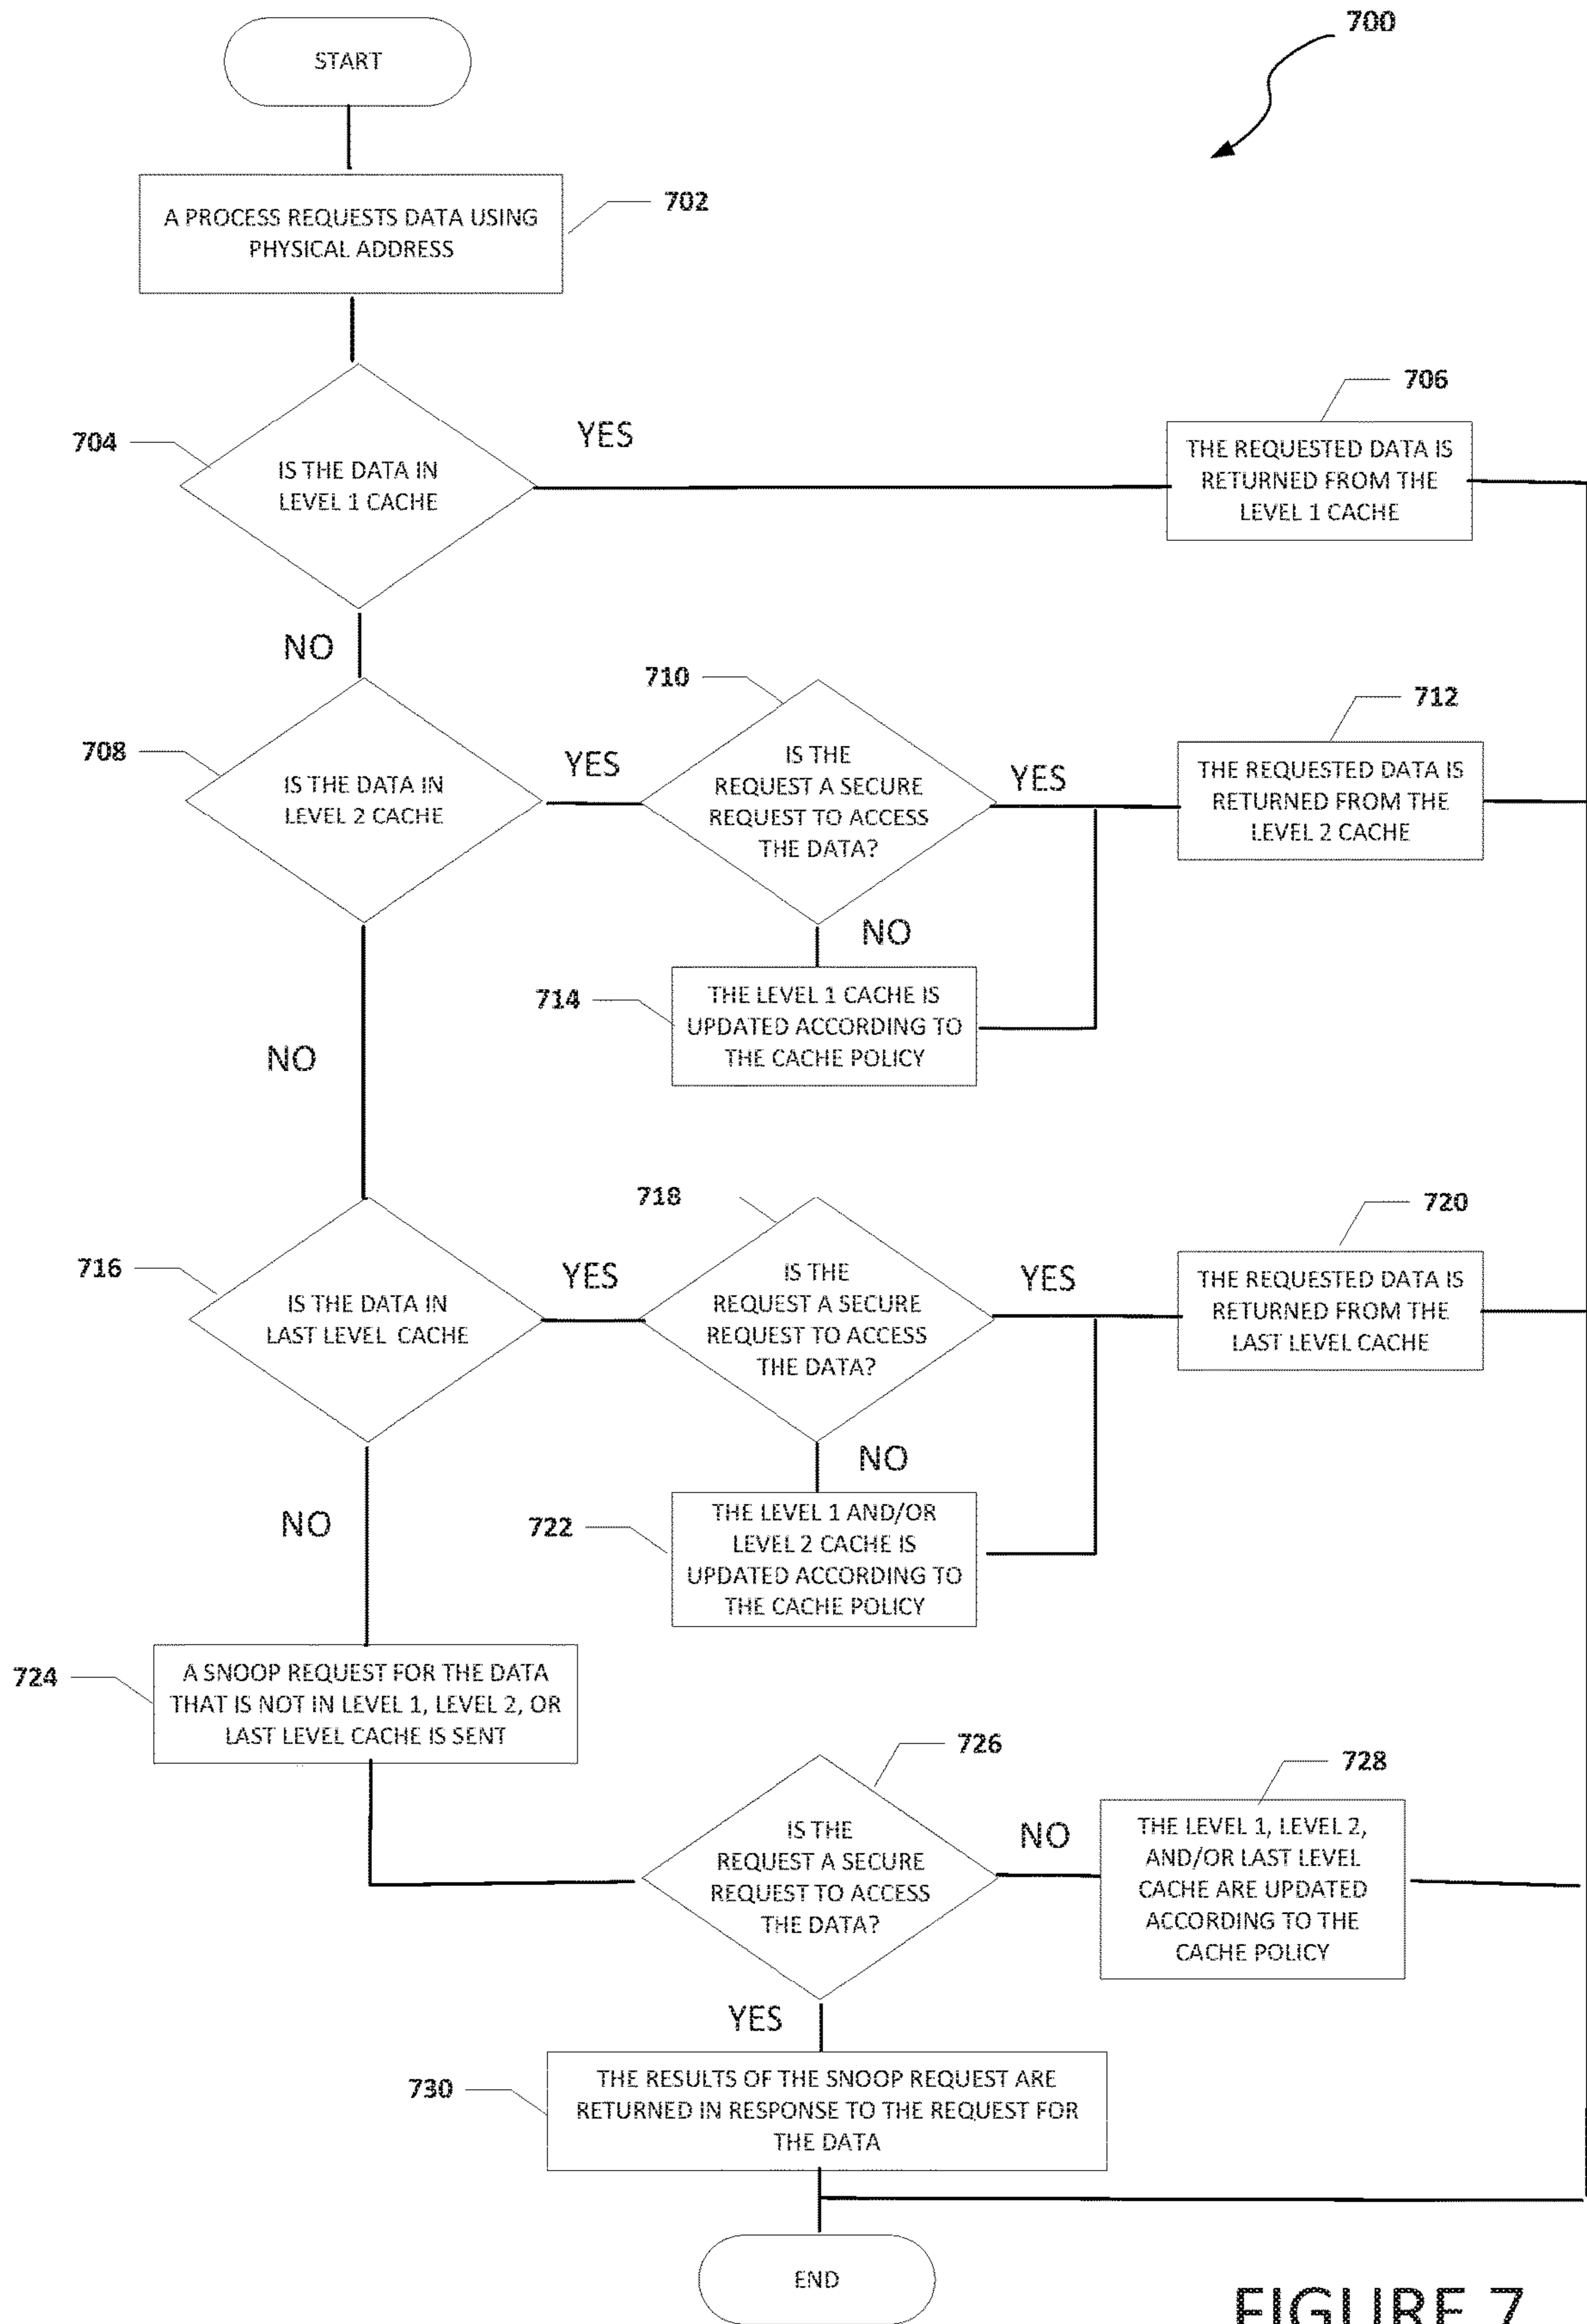 700
START
A PROCESS REQUESTS DATA USING
PHYSICAL ADDRESS
702
704
IS THE DATA IN
LEVEL 1 CACHE
YES
706
THE REQUESTED DATA IS
RETURNED FROM THE
LEVEL 1 CACHE
NO
708
IS THE DATA IN
LEVEL 2 CACHE
YES
710
IS THE
REQUEST A SECURE
REQUEST TO ACCESS
THE DATA?
YES
712
THE REQUESTED DATA IS
RETURNED FROM THE
LEVEL 2 CACHE
NO
714
THE LEVEL 1 CACHE IS
UPDATED ACCORDING TO
THE CACHE POLICY
NO
716
IS THE DATA IN
LAST LEVEL CACHE
YES
718
IS THE
REQUEST A SECURE
REQUEST TO ACCESS
THE DATA?
YES
720
THE REQUESTED DATA IS
RETURNED FROM THE
LAST LEVEL CACHE
NO
722
THE LEVEL 1 AND/OR
LEVEL 2 CACHE IS
UPDATED ACCORDING TO
THE CACHE POLICY
NO
724
A SNOOP REQUEST FOR THE DATA
THAT IS NOT IN LEVEL 1, LEVEL 2, OR
LAST LEVEL CACHE IS SENT
726
IS THE
REQUEST A SECURE
REQUEST TO ACCESS
THE DATA?
NO
728
THE LEVEL 1, LEVEL 2,
AND/OR LAST LEVEL
CACHE ARE UPDATED
ACCORDING TO THE
CACHE POLICY
YES
730
THE RESULTS OF THE SNOOP REQUEST ARE
RETURNED IN RESPONSE TO THE REQUEST FOR
THE DATA
END
FIGURE 7